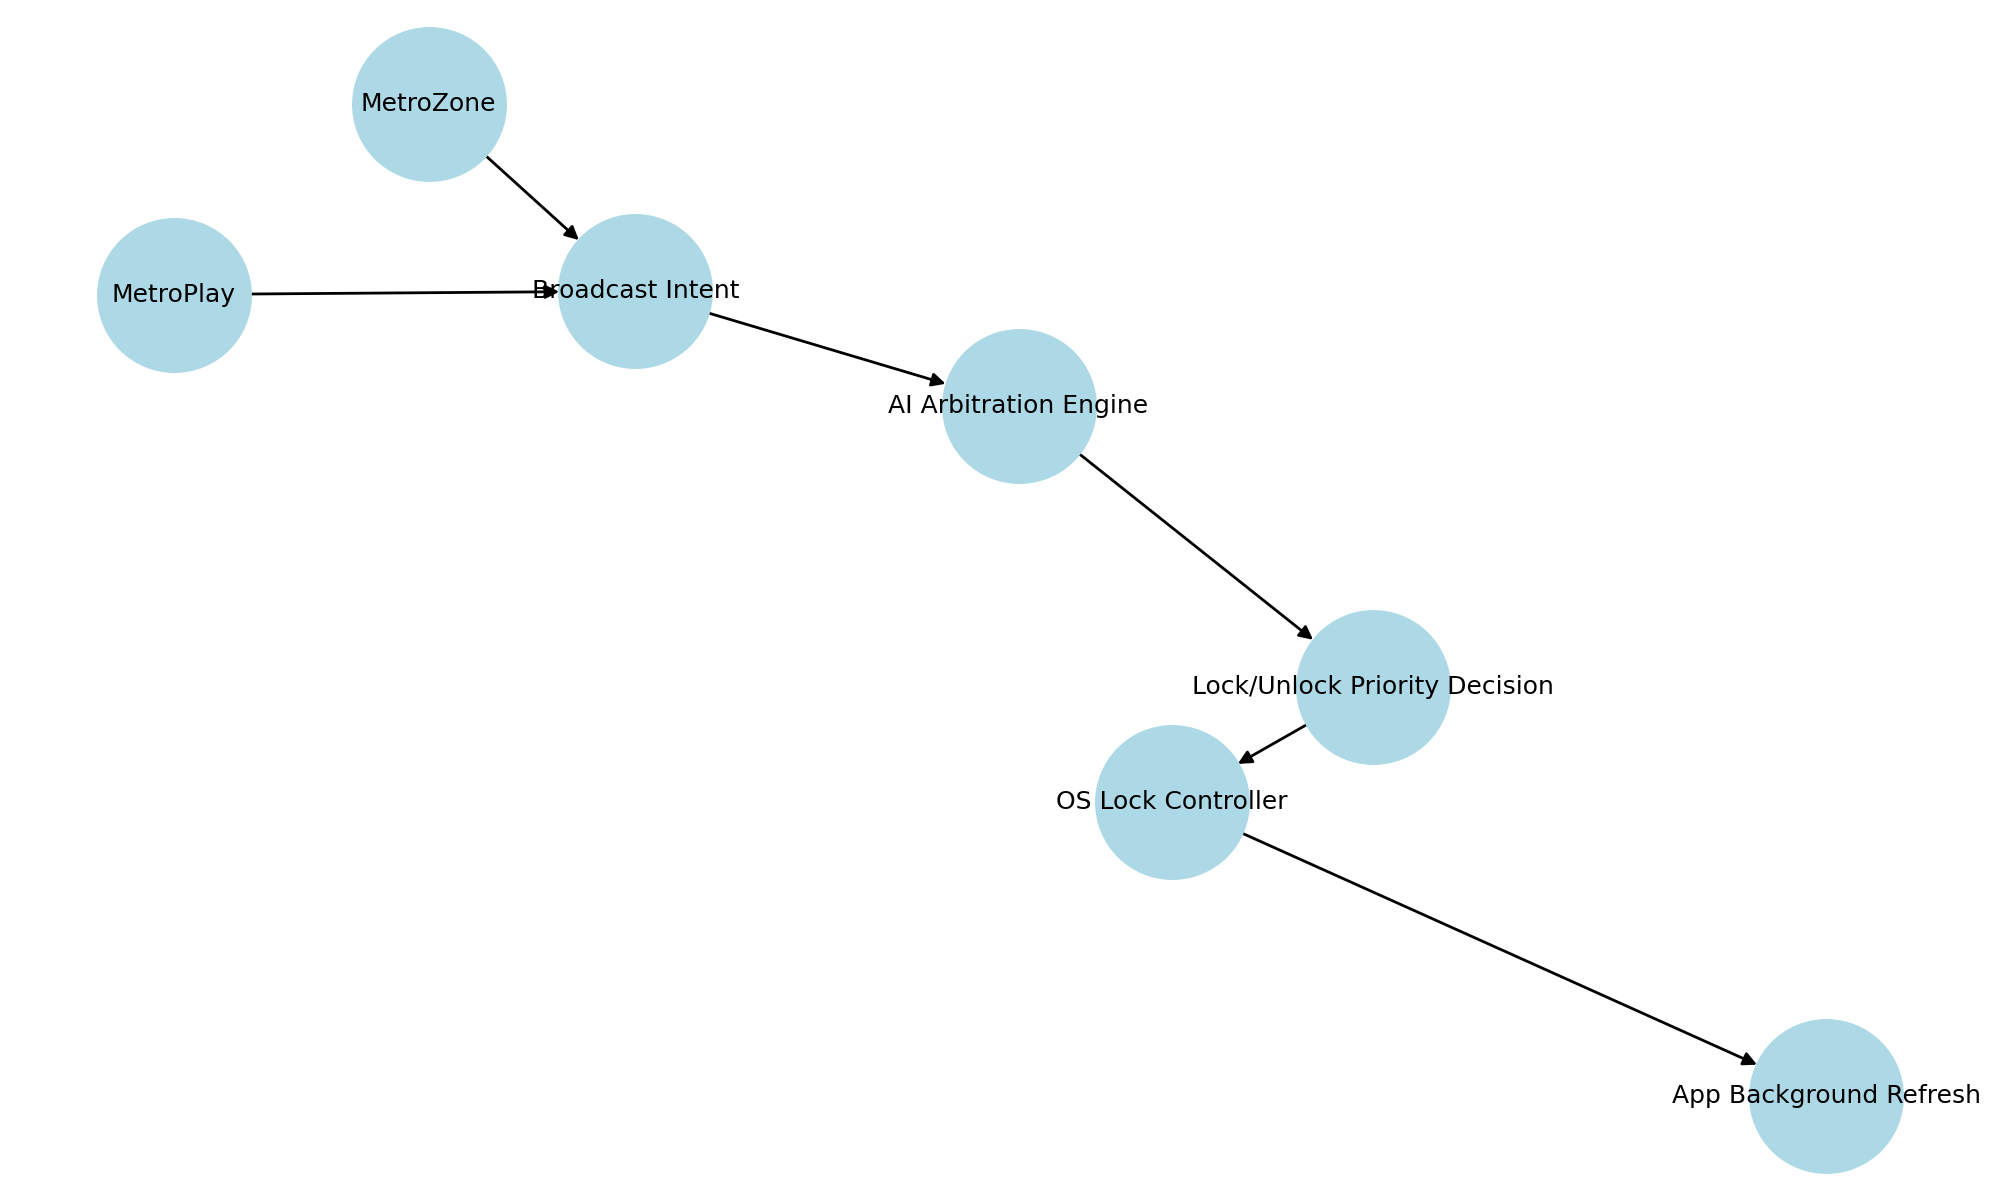 MetroZone
MetroPlay
Broadcast Intent
AI Arbitration Engine
Lock/Unlock Priority Decision
OS Lock Controller
App Background Refresh